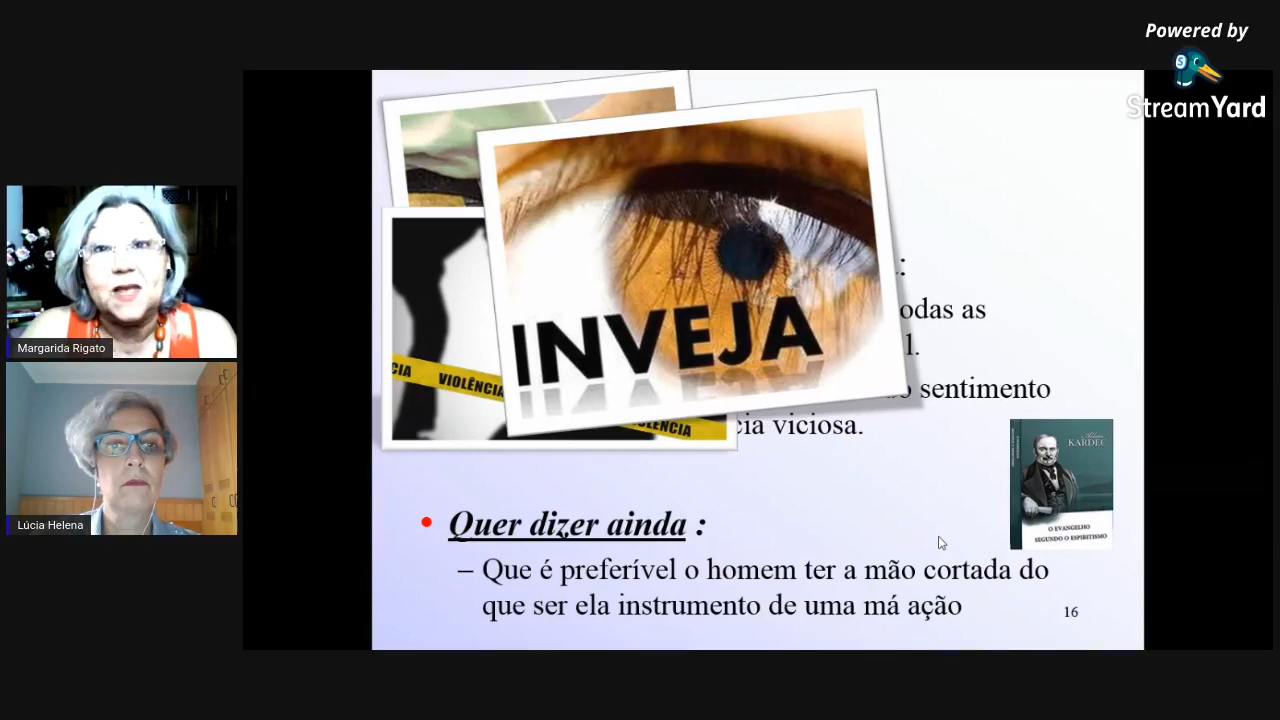 Powered by
StreamYard
Margarida Rigato
Lúcia Helena
INVEJA
VIOLÊNCIA
odas as
l.
sentimento
cia viciosa.
Quer dizer ainda :
– Que é preferível o homem ter a mão cortada do
que ser ela instrumento de uma má ação
16
Allan
KARDEC
O EVANGELHO
SEGUNDO O ESPIRITISMO